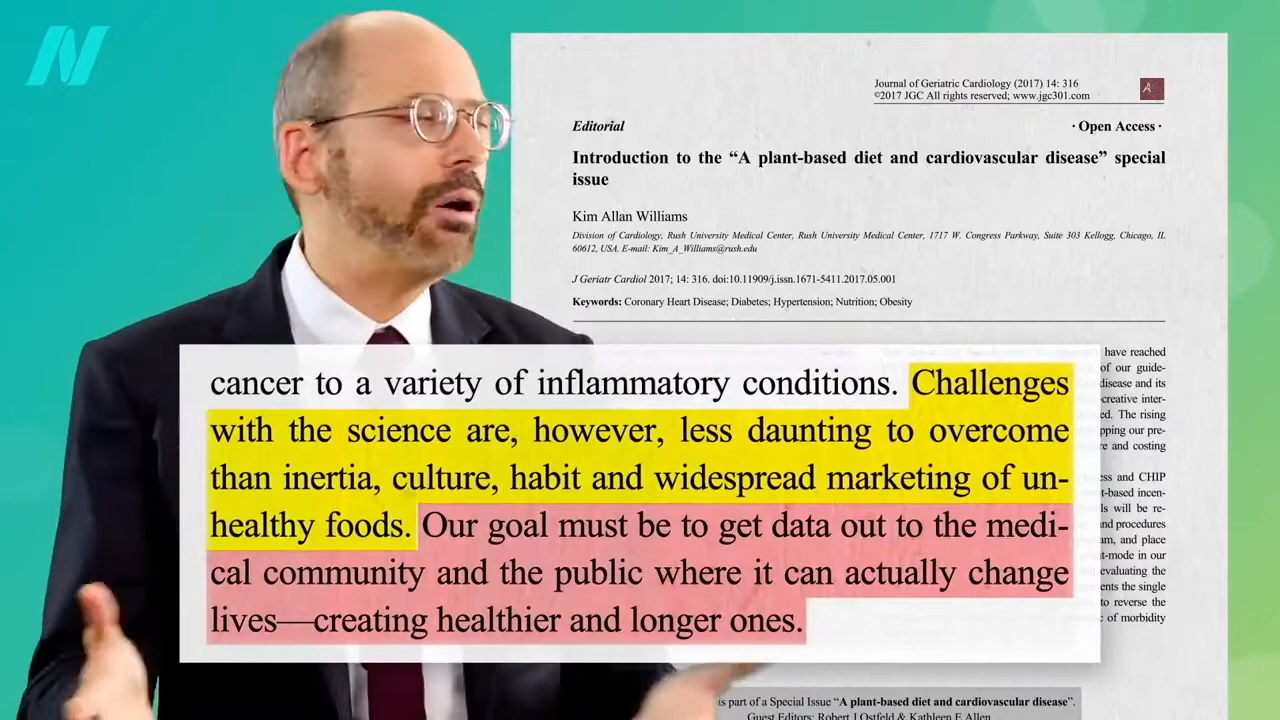 Journal of Geriatric Cardiology (2017) 14: 316
©2017 JGC All rights reserved; www.jgc301.com
Editorial
· Open Access ·
Introduction to the “A plant-based diet and cardiovascular disease” special
issue
Kim Allan Williams
Division of Cardiology, Rush University Medical Center, Rush University Medical Center, 1717 W. Congress Parkway, Suite 303 Kellogg, Chicago, IL
60612, USA. E-mail: Kim_A_Williams@rush.edu
J Geriatr Cardiol 2017; 14: 316. doi:10.11909/j.issn.1671-5411.2017.05.001
Keywords: Coronary Heart Disease; Diabetes; Hypertension; Nutrition; Obesity
cancer to a variety of inflammatory conditions. Challenges
with the science are, however, less daunting to overcome
than inertia, culture, habit and widespread marketing of un-
healthy foods. Our goal must be to get data out to the medi-
cal community and the public where it can actually change
lives—creating healthier and longer ones.
have reached
of our guide-
disease and its
-creative inter-
The rising
our pre-
and costing
and CHIP
incen-
will be re-
and procedures
and place
in our
evaluating the
the single
to reverse the
of morbidity
is part of a Special Issue “A plant-based diet and cardiovascular disease”.
Guest Editors: Robert J Ostfeld & Kathleen E Allen